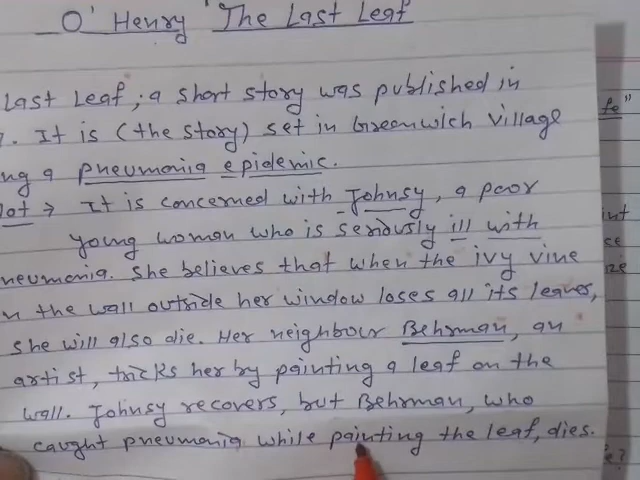 O' Henry The Last Leaf
Last Leaf, a short story was published in
. It is (the story) set in Greenwich Village
ng a pneumonia epidemic.
lot → It is concerned with Johnsy, a poor
young woman who is seriously ill with
neumonia. She believes that when the ivy vine
n the wall outside her window loses all its leaves,
she will also die. Her neighbour Behrman, an
artist, tricks her by painting a leaf on the
wall. Johnsy recovers, but Behrman, who
caught pneumonia while painting the leaf, dies.
fe"
int